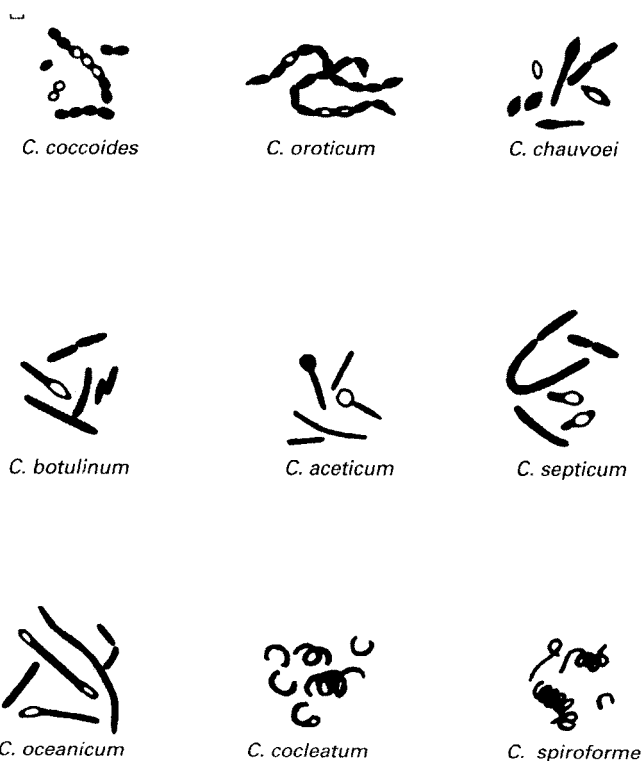 C. coccoides
C. oroticum
C. chauvoei
C. botulinum
C. aceticum
C. septicum
C. oceanicum
C. cocleatum
C. spiroforme